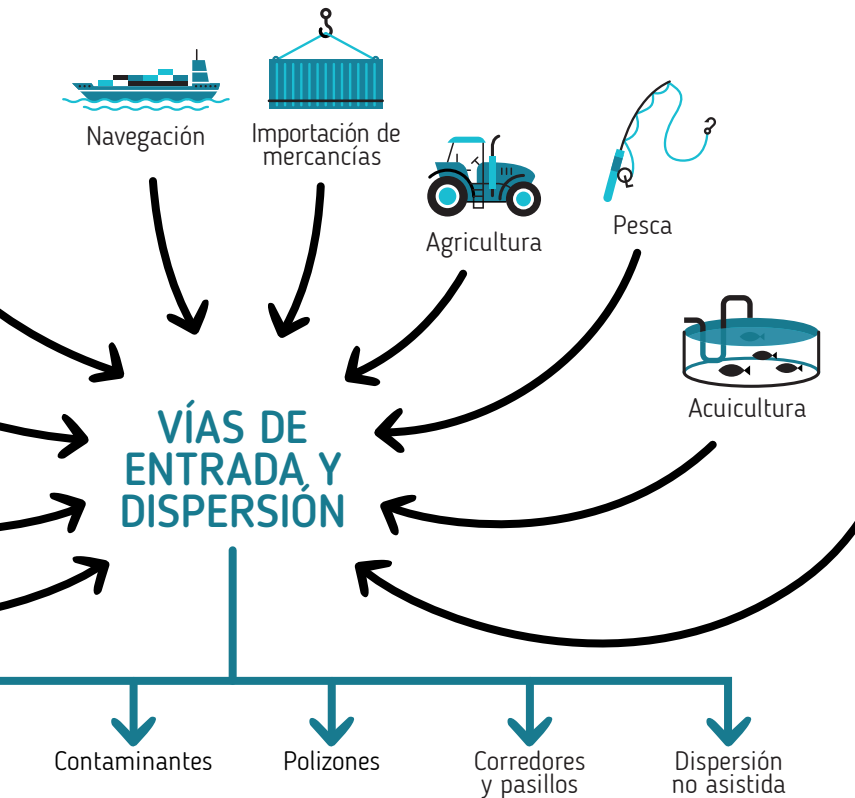 Navegación
Importación de
mercancías
Agricultura
Pesca
Acuicultura
VÍAS DE
ENTRADA Y
DISPERSIÓN
Contaminantes
Polizones
Corredores
y pasillos
Dispersión
no asistida